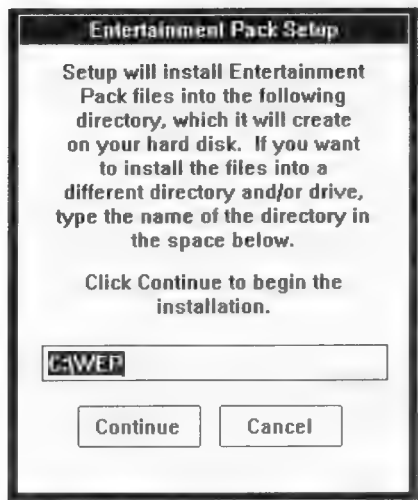 Entertainment Pack Setup
Setup will install Entertainment
Pack files into the following
directory, which it will create
on your hard disk. If you want
to install the files into a
different directory and/or drive,
type the name of the directory in
the space below.
Click Continue to begin the
installation.
C:\WEP
Continue
Cancel